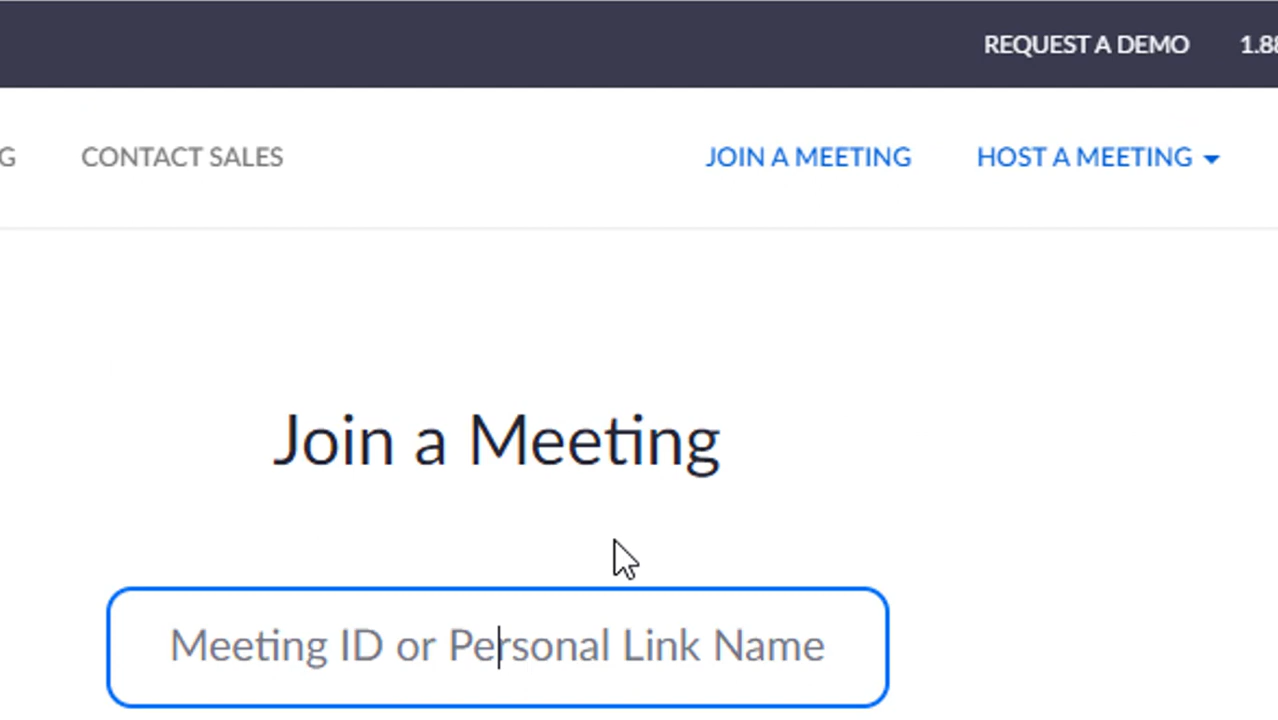 REQUEST A DEMO
CONTACT SALES JOIN A MEETING HOST A MEETING
Join a Meeting
Meeting ID or Personal Link Name